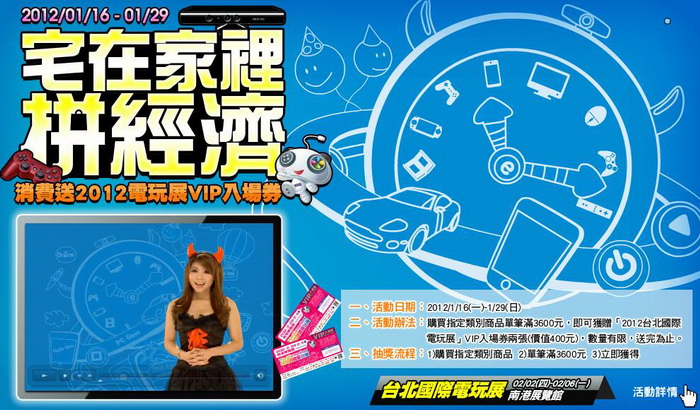 2012/01/16 - 01/29
宅在家裡
拼經濟
消費送2012電玩展VIP入場券
一、活動日期：2012/1/16(一)-1/29(日)
二、活動辦法：購買指定類別商品單筆滿3600元，即可獲贈「2012台北國際
電玩展」VIP入場券兩張(價值400元)，數量有限，送完為止。
三、抽獎流程：1)購買指定類別商品 2)單筆滿3600元 3)立即獲得
台北國際電玩展 02/02(四)-02/06(一)
南港展覽館
活動詳情
VIP